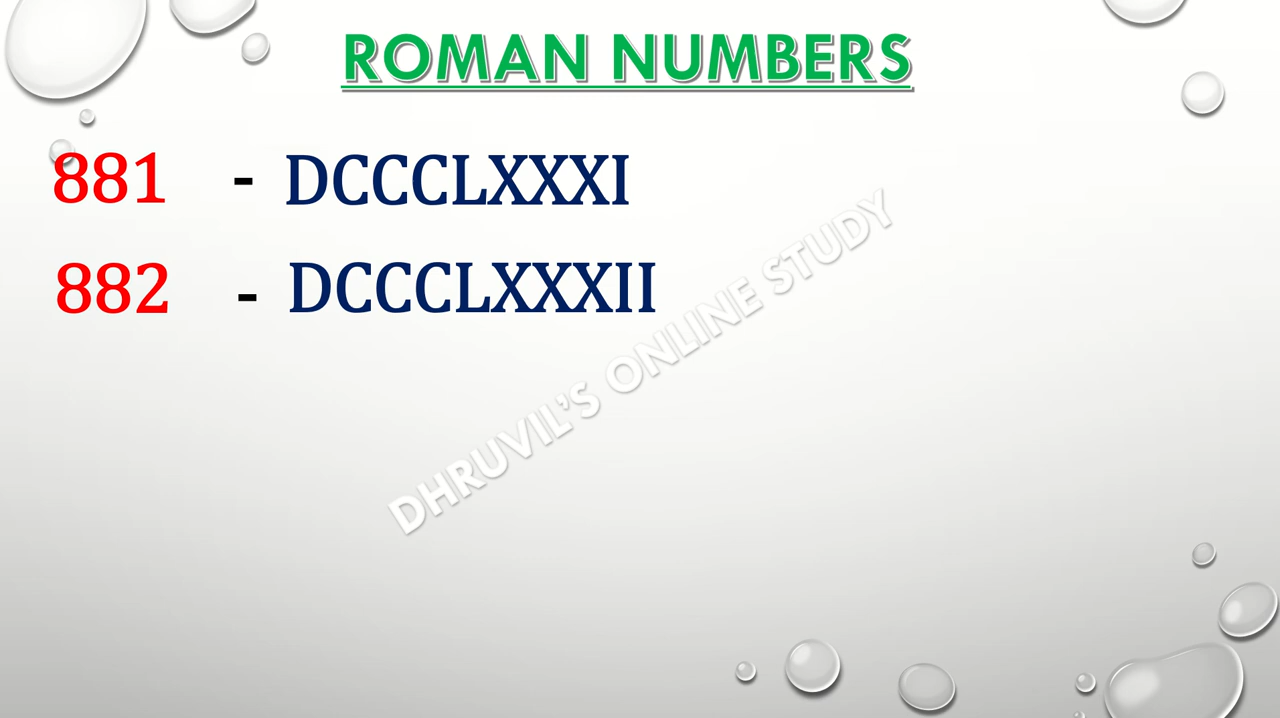 ROMAN NUMBERS
881 - DCCCLXXXI
882 - DCCCLXXXII
DHRUVIL'S ONLINE STUDY